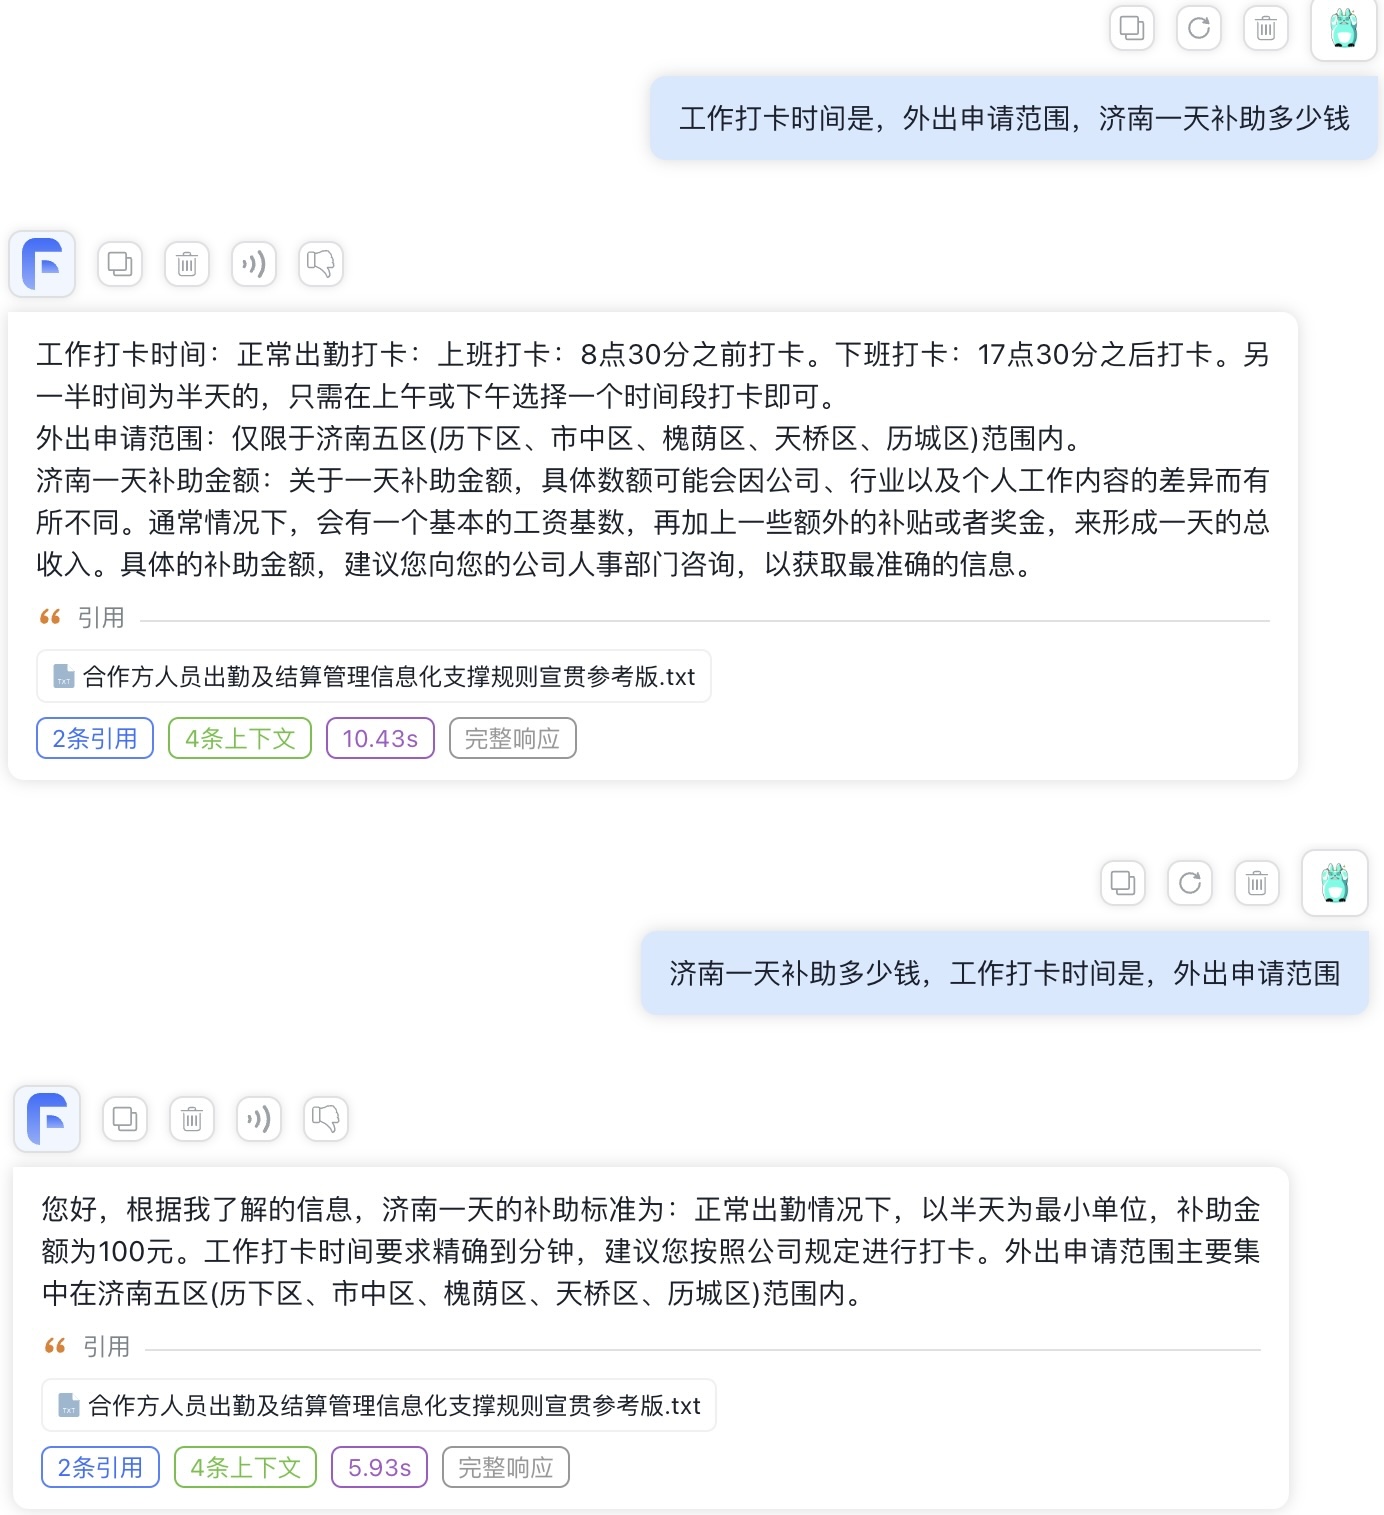 工作打卡时间是，外出申请范围，济南一天补助多少钱
工作打卡时间：正常出勤打卡：上班打卡：8点30分之前打卡。下班打卡：17点30分之后打卡。另
一半时间为半天的，只需在上午或下午选择一个时间段打卡即可。
外出申请范围：仅限于济南五区(历下区、市中区、槐荫区、天桥区、历城区)范围内。
济南一天补助金额：关于一天补助金额，具体数额可能会因公司、行业以及个人工作内容的差异而有
所不同。通常情况下，会有一个基本的工资基数，再加上一些额外的补贴或者奖金，来形成一天的总
收入。具体的补助金额，建议您向您的公司人事部门咨询，以获取最准确的信息。
引用
合作方人员出勤及结算管理信息化支撑规则宣贯参考版.txt
2条引用 4条上下文 10.43s 完整响应
济南一天补助多少钱，工作打卡时间是，外出申请范围
您好，根据我了解的信息，济南一天的补助标准为：正常出勤情况下，以半天为最小单位，补助金
额为100元。工作打卡时间要求精确到分钟，建议您按照公司规定进行打卡。外出申请范围主要集
中在济南五区(历下区、市中区、槐荫区、天桥区、历城区)范围内。
引用
合作方人员出勤及结算管理信息化支撑规则宣贯参考版.txt
2条引用 4条上下文 5.93s 完整响应